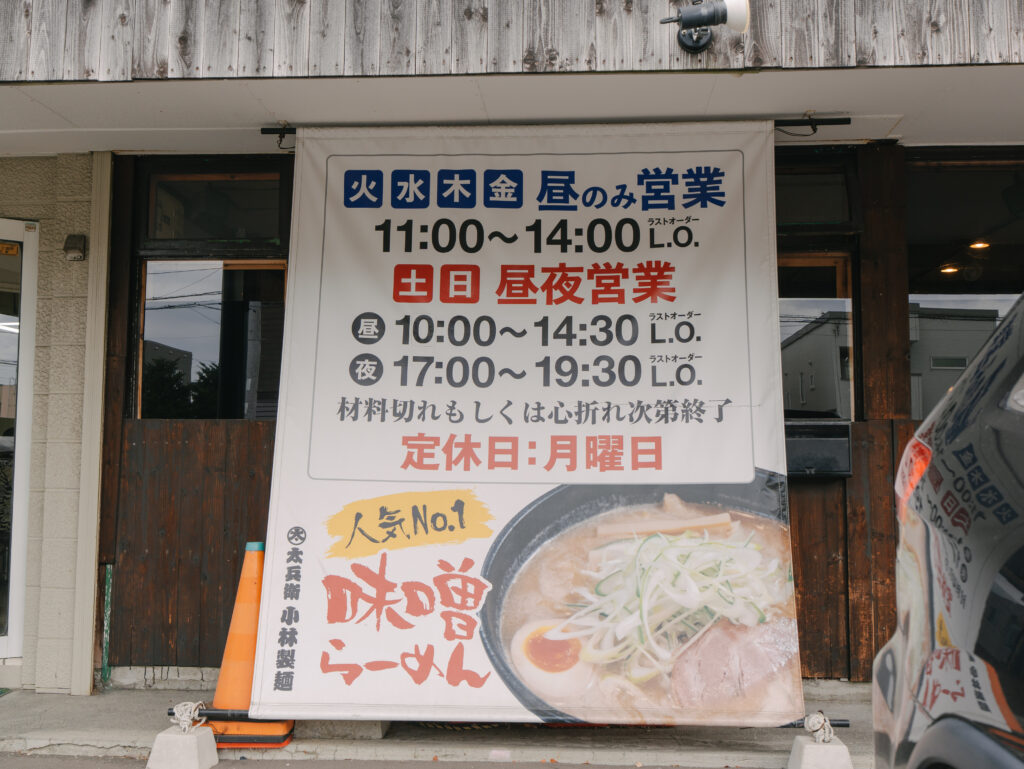 火 水 木 金 昼のみ営業
11:00〜14:00 ラストオーダー L.O.
土 日 昼夜営業
昼 10:00〜14:30 ラストオーダー L.O.
夜 17:00〜19:30 ラストオーダー L.O.
材料切れもしくは心折れ次第終了
定休日：月曜日
人気No.1
味噌
らーめん
太兵衛 小林製麺